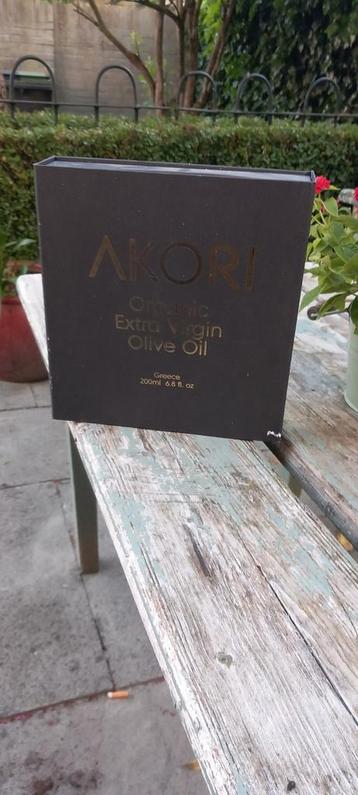 AKORI
Organic
Extra Virgin
Olive Oil
Greece
200ml 6.8 fl. oz